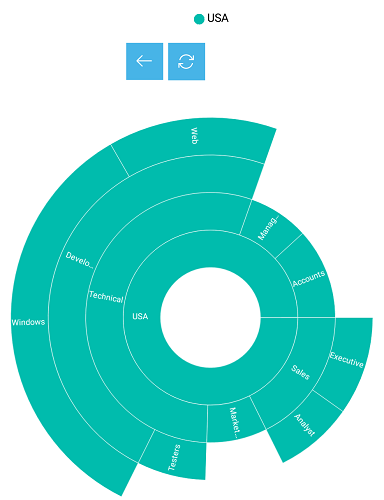 USA
Web
Manag..
Develo..
Accounts
Technical
USA
Windows
Executive
Sales
Market..
Analyst
Testers